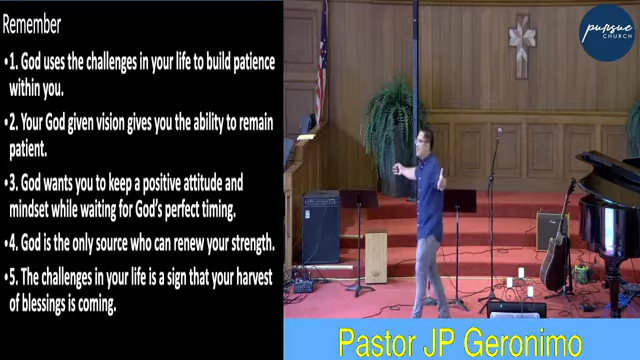 Remember
•1. God uses the challenges in your life to build patience
within you.
•2. Your God given vision gives you the ability to remain
patient.
•3. God wants you to keep a positive attitude and
mindset while waiting for God's perfect timing.
•4. God is the only source who can renew your strength.
•5. The challenges in your life is a sign that your harvest
of blessings is coming.
pursue
CHURCH
Pastor JP Geronimo